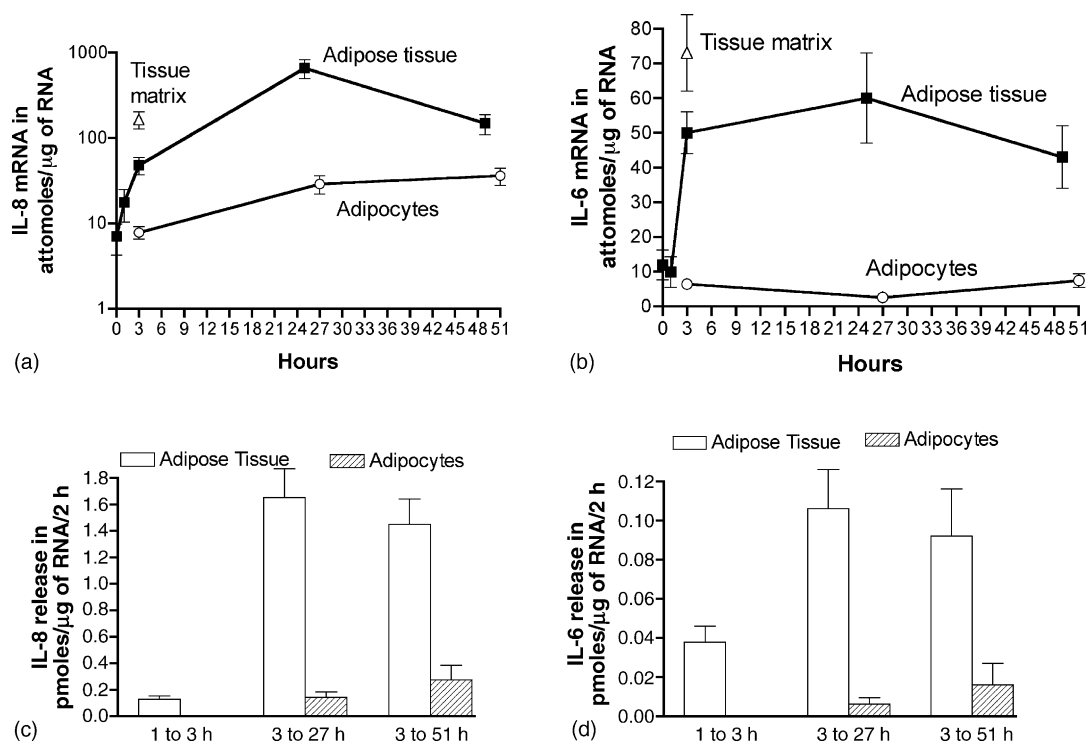 1000
100
10
1
IL-8 mRNA in
attomoles/μg of RNA
Tissue
matrix
Adipose tissue
Adipocytes
0 3 6 9 12 15 18 21 24 27 30 33 36 39 42 45 48 51
Hours
(a)
80
70
60
50
40
30
20
10
0
IL-6 mRNA in
attomoles/μg of RNA
Tissue matrix
Adipose tissue
Adipocytes
0 3 6 9 12 15 18 21 24 27 30 33 36 39 42 45 48 51
Hours
(b)
Adipose Tissue Adipocytes
1.8
1.6
1.4
1.2
1.0
0.8
0.6
0.4
0.2
0.0
IL-8 release in
pmoles/μg of RNA/2 h
1 to 3 h 3 to 27 h 3 to 51 h
(c)
Adipose Tissue Adipocytes
0.12
0.10
0.08
0.06
0.04
0.02
0.00
IL-6 release in
pmoles/μg of RNA/2 h
1 to 3 h 3 to 27 h 3 to 51 h
(d)